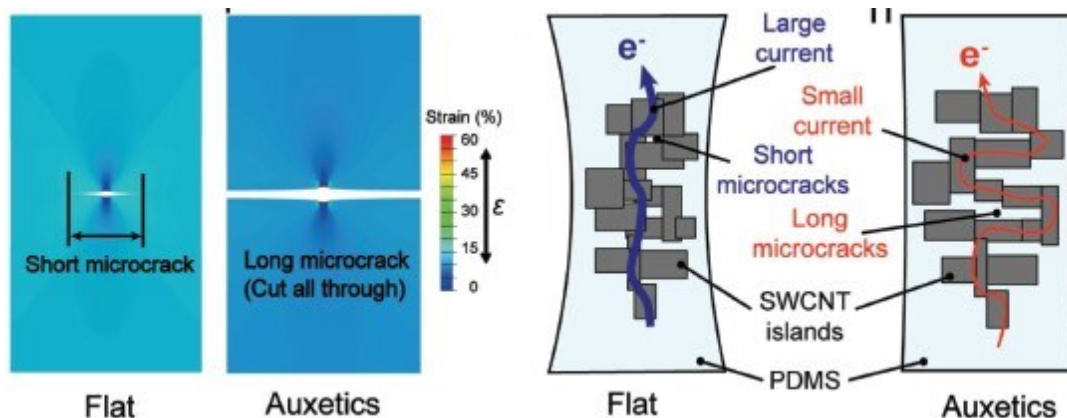 Short microcrack
Flat
Long microcrack
(Cut all through)
Auxetics
Strain (%)
60
45
30
15
0
ε
e-
Large
current
Short
microcracks
Small
current
Long
microcracks
SWCNT
islands
PDMS
Flat
e-
Auxetics